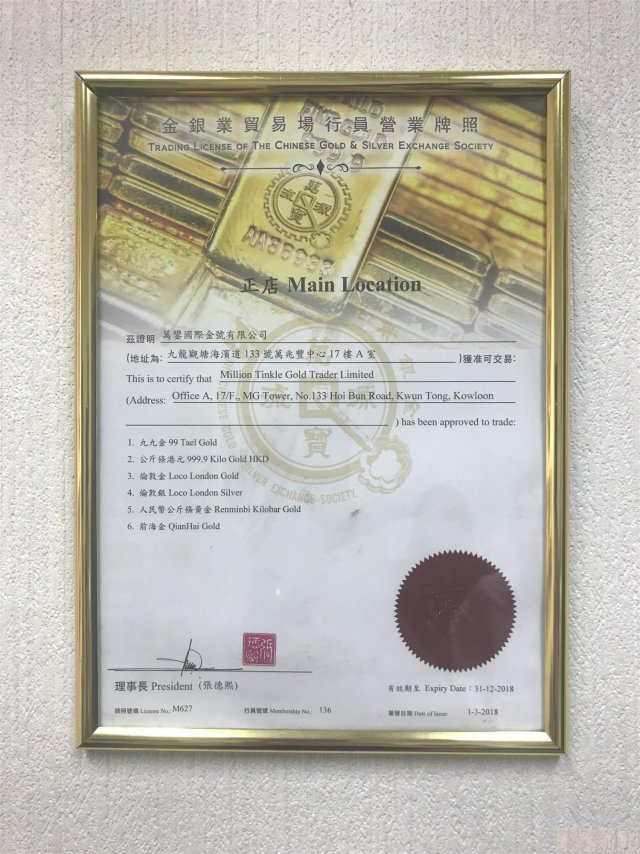 金銀業貿易場行員營業牌照
TRADING LICENSE OF THE CHINESE GOLD & SILVER EXCHANGE SOCIETY
正店 Main Location
茲證明 萬鑾國際金號有限公司
(地址為: 九龍觀塘海濱道 133 號萬兆豐中心 17 樓 A 室 )獲准可交易:
This is to certify that Million Tinkle Gold Trader Limited
(Address: Office A, 17/F., MG Tower, No.133 Hoi Bun Road, Kwun Tong, Kowloon
) has been approved to trade:
1. 九九金 99 Tael Gold
2. 公斤條港元 999.9 Kilo Gold HKD
3. 倫敦金 Loco London Gold
4. 倫敦銀 Loco London Silver
5. 人民幣公斤條黃金 Renminbi Kilobar Gold
6. 前海金 QianHai Gold
SILVER EXCHANGE SOCIETY
理事長 President (張德熙)
有效期至 Expiry Date : 31-12-2018
牌照號碼 License No.: M627
行員號號 Membership No.: 136
簽發日期 Date of Issue: 1-3-2018